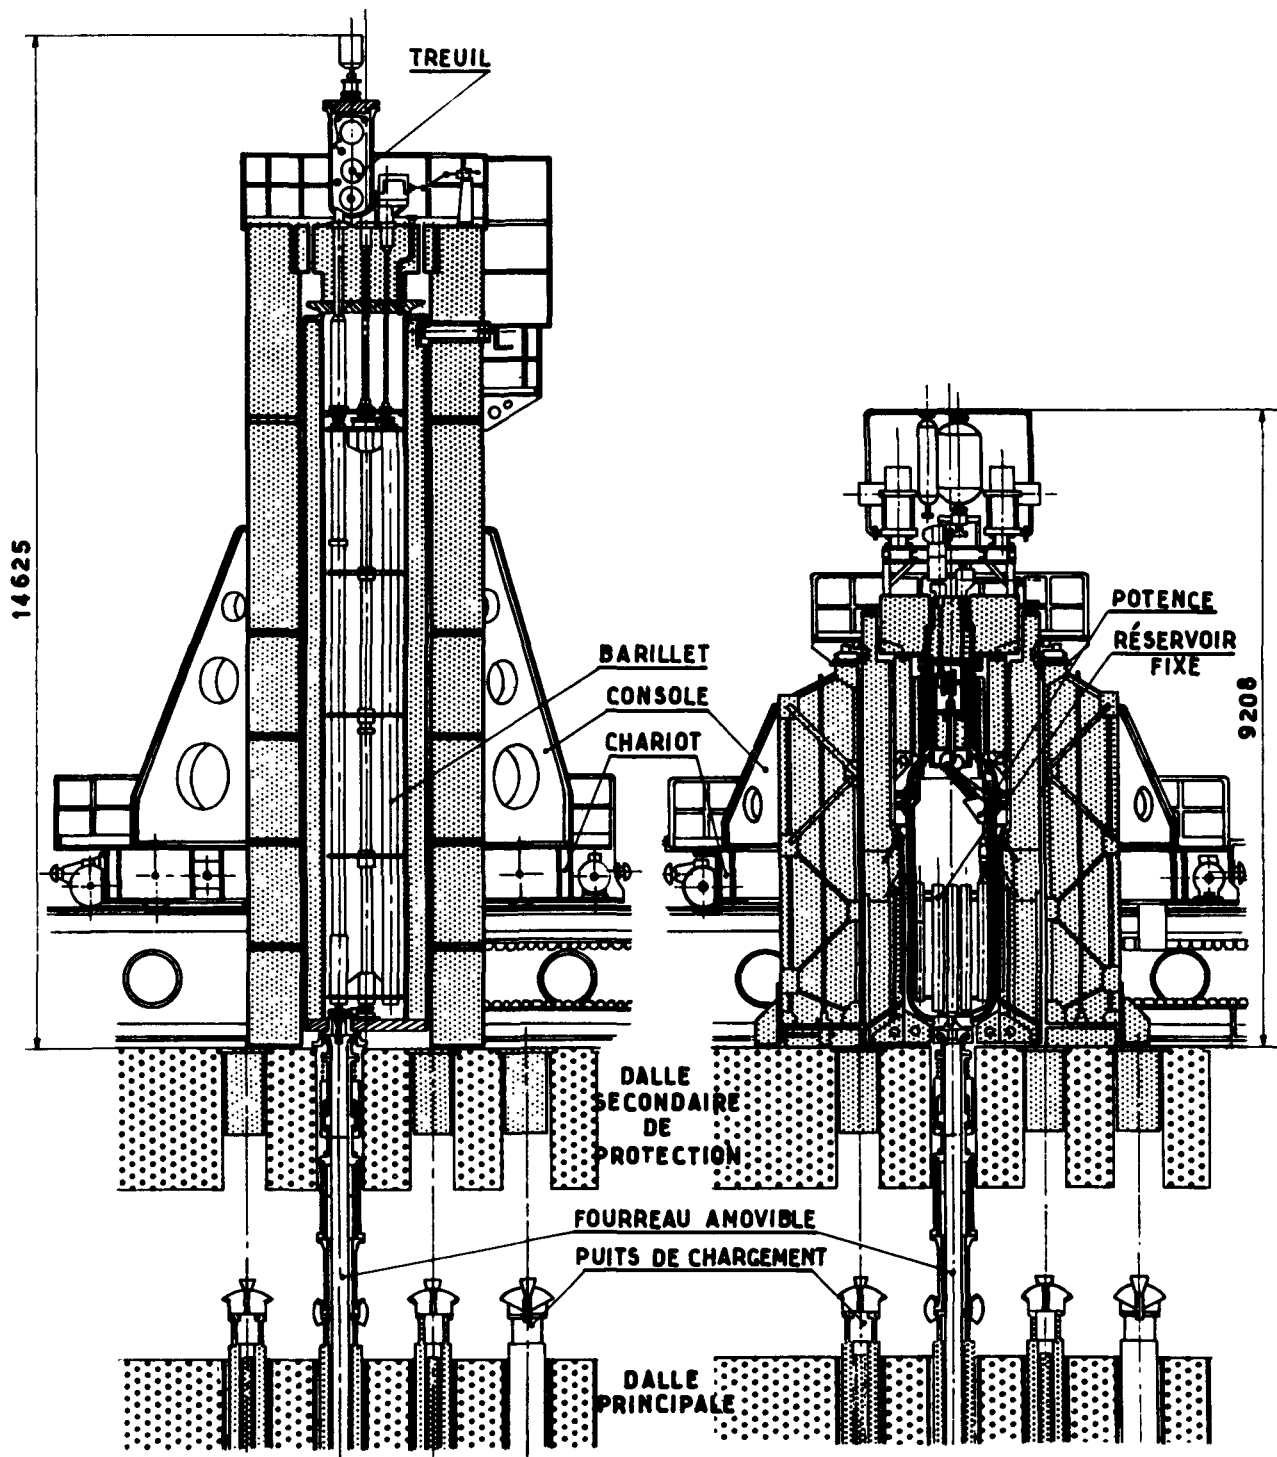 TREUIL
14625
BARILLET
CONSOLE
CHARIOT
POTENCE
RÉSERVOIR
FIXE
9208
DALLE
SECONDAIRE
DE
PROTECTION
FOURREAU AMOVIBLE
PUITS DE CHARGEMENT
DALLE
PRINCIPALE